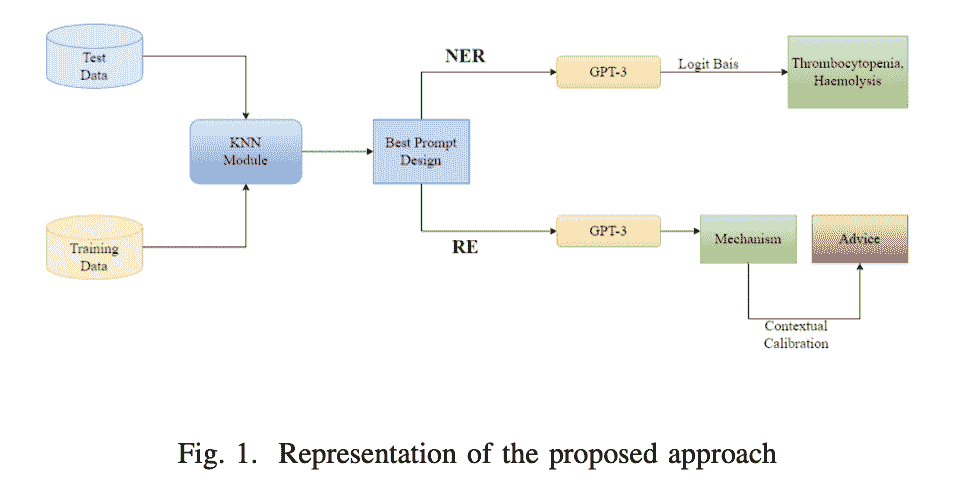 Test
Data
NER
GPT-3
Logit Bais
Thrombocytopenia,
Haemolysis
KNN
Module
Best Prompt
Design
Training
Data
RE
GPT-3
Mechanism
Advice
Contextual
Calibration
Fig. 1. Representation of the proposed approach